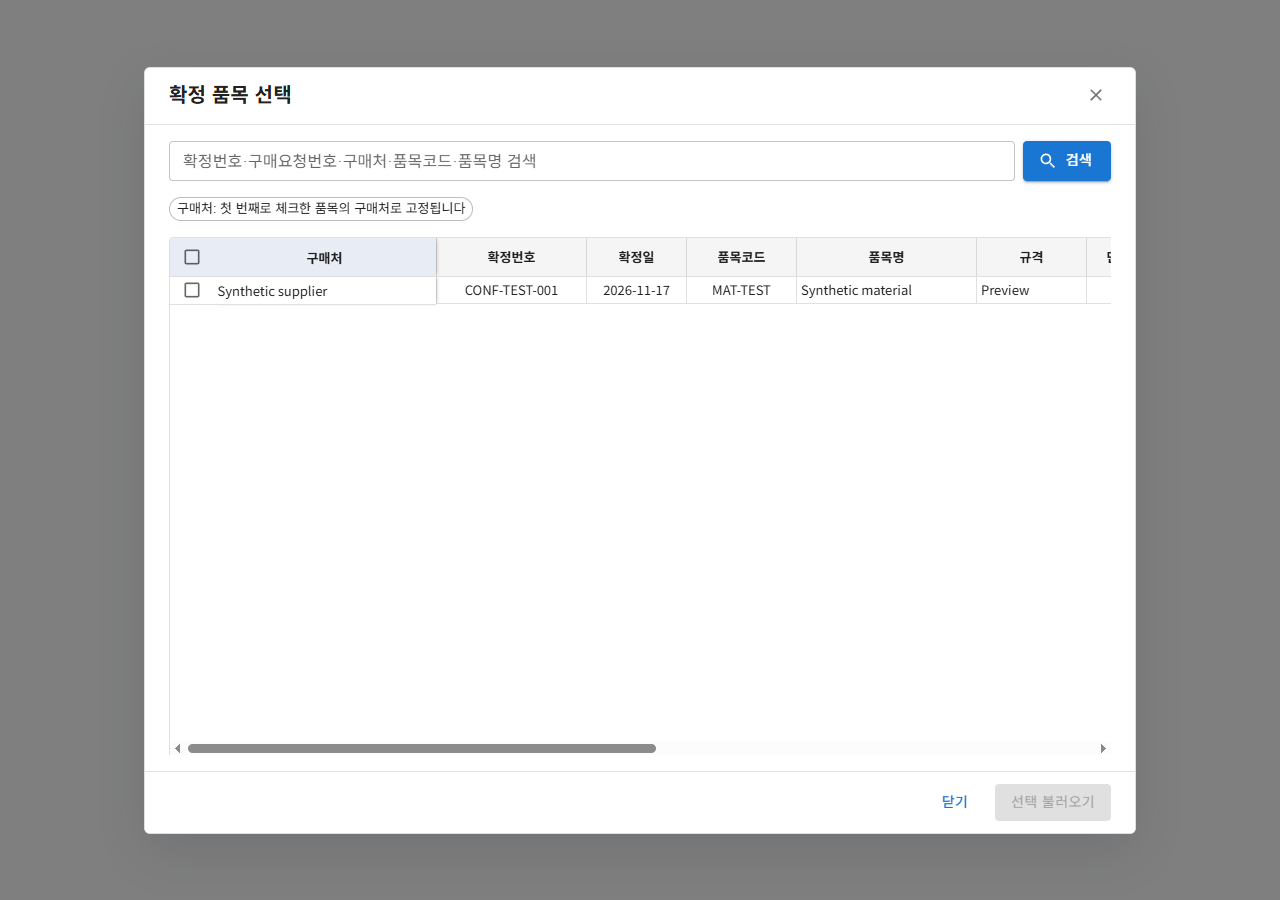 확정 품목 선택
확정번호·구매요청번호·구매처·품목코드·품목명 검색
검색
구매처: 첫 번째로 체크한 품목의 구매처로 고정됩니다
구매처 확정번호 확정일 품목코드 품목명 규격
Synthetic supplier CONF-TEST-001 2026-11-17 MAT-TEST Synthetic material Preview
닫기 선택 불러오기